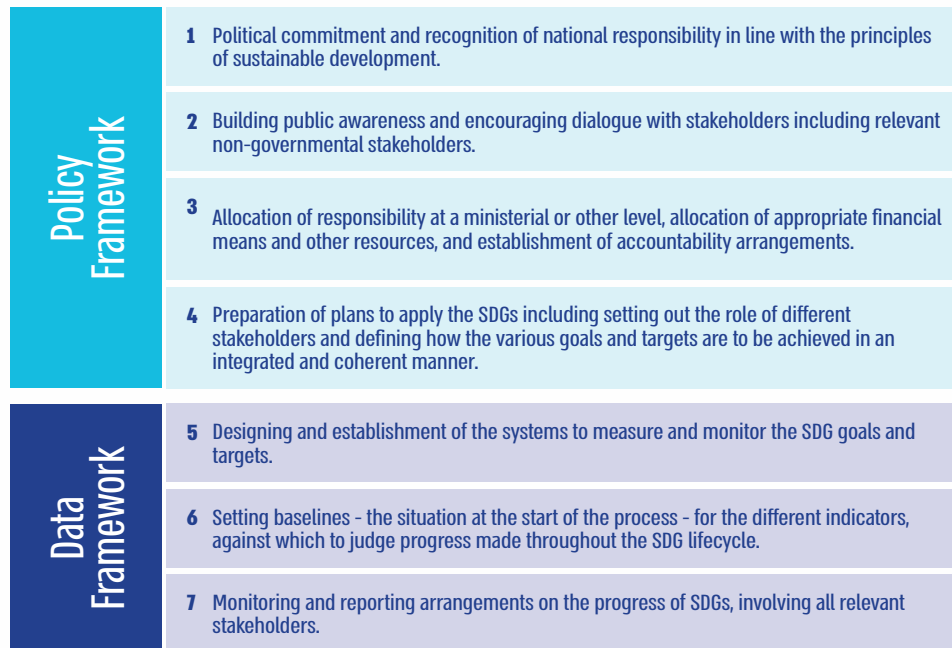 Policy
Framework
1 Political commitment and recognition of national responsibility in line with the principles
of sustainable development.
2 Building public awareness and encouraging dialogue with stakeholders including relevant
non-governmental stakeholders.
3 Allocation of responsibility at a ministerial or other level, allocation of appropriate financial
means and other resources, and establishment of accountability arrangements.
4 Preparation of plans to apply the SDGs including setting out the role of different
stakeholders and defining how the various goals and targets are to be achieved in an
integrated and coherent manner.
Data
Framework
5 Designing and establishment of the systems to measure and monitor the SDG goals and
targets.
6 Setting baselines - the situation at the start of the process - for the different indicators,
against which to judge progress made throughout the SDG lifecycle.
7 Monitoring and reporting arrangements on the progress of SDGs, involving all relevant
stakeholders.